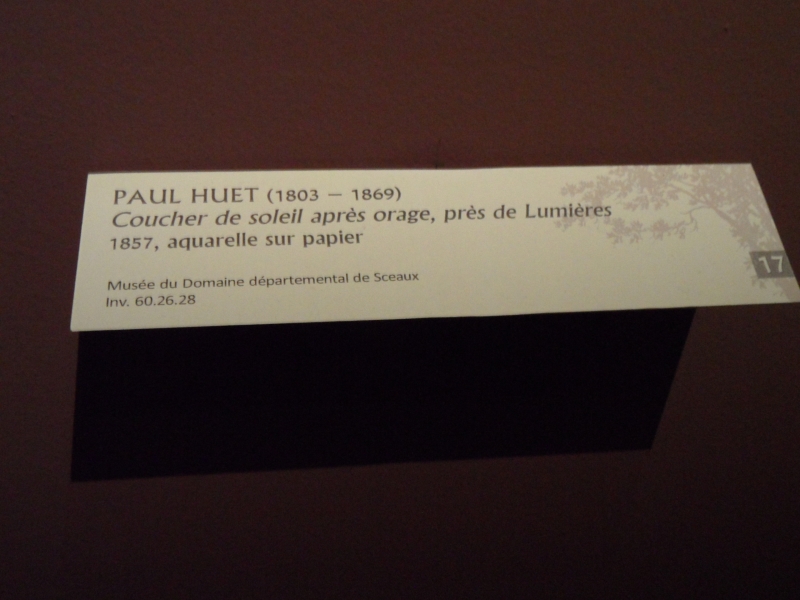 PAUL HUET (1803 – 1869)
Coucher de soleil après orage, près de Lumières
1857, aquarelle sur papier
Musée du Domaine départemental de Sceaux
Inv. 60.26.28
17